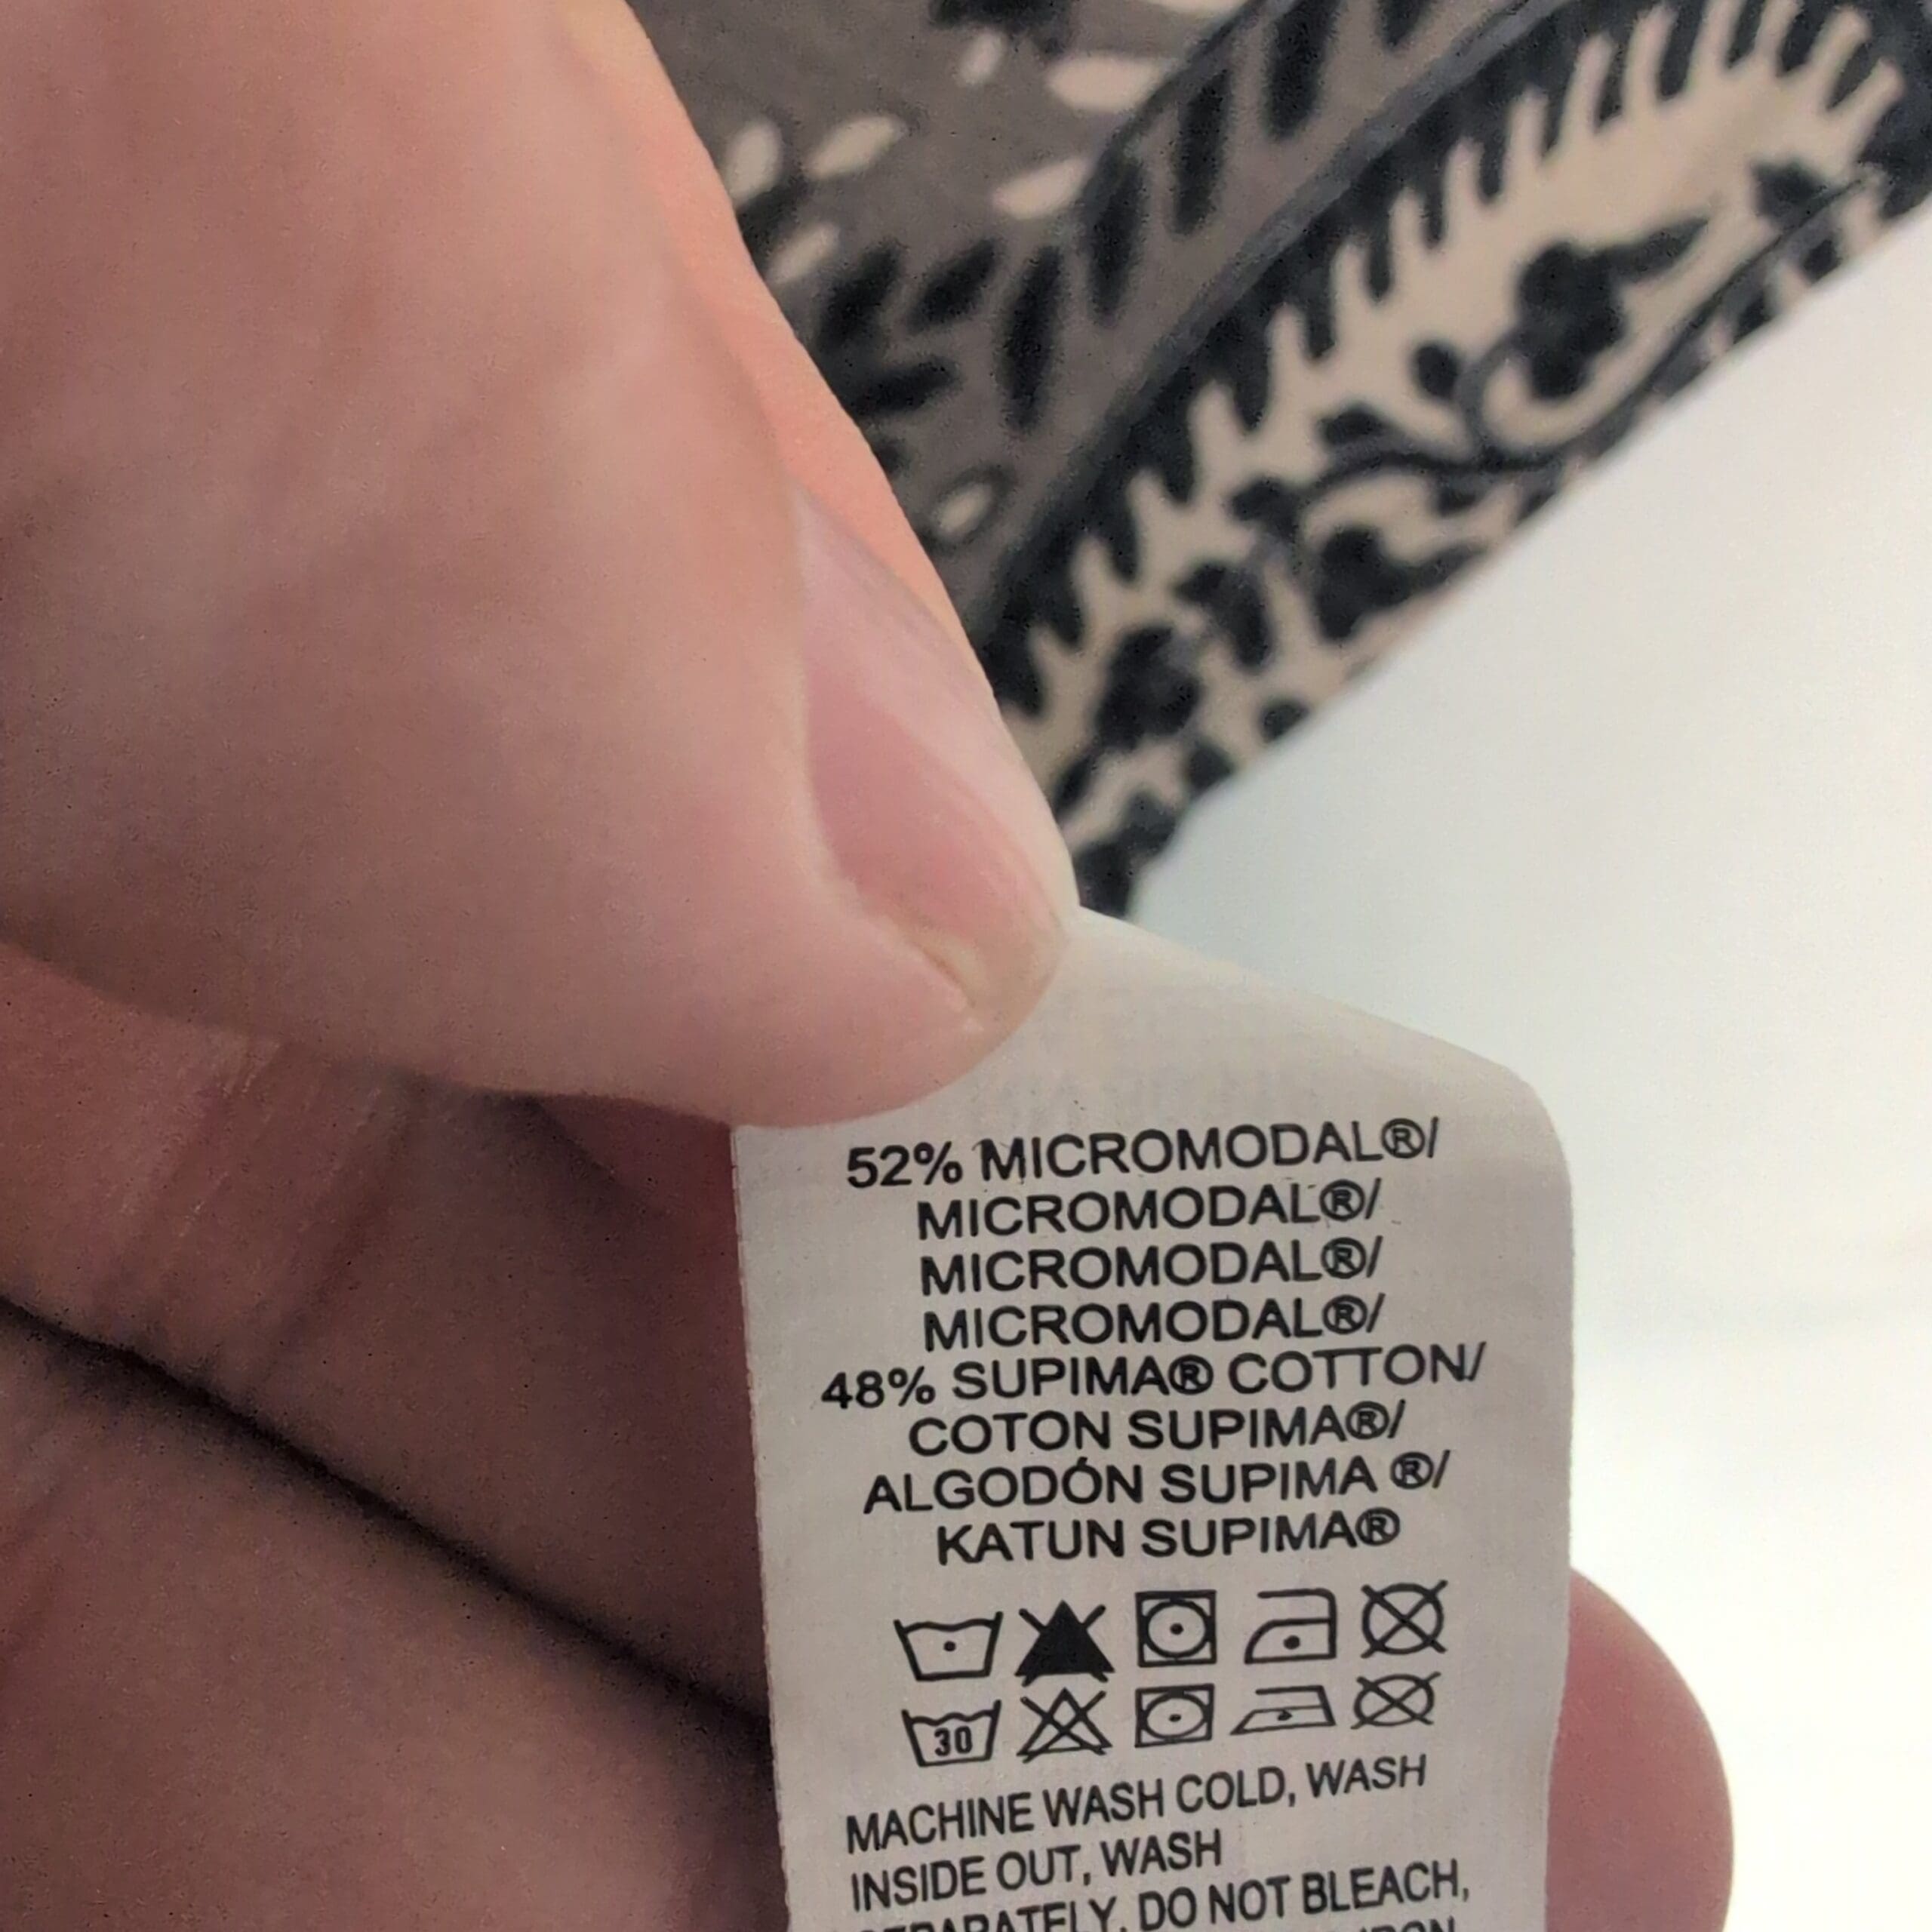 52% MICROMODAL®/
MICROMODAL®/
MICROMODAL®/
MICROMODAL®/
48% SUPIMA® COTTON/
COTON SUPIMA®/
ALGODÓN SUPIMA ®/
KATUN SUPIMA®
30
MACHINE WASH COLD, WASH
INSIDE OUT, WASH
SEPARATELY, DO NOT BLEACH,